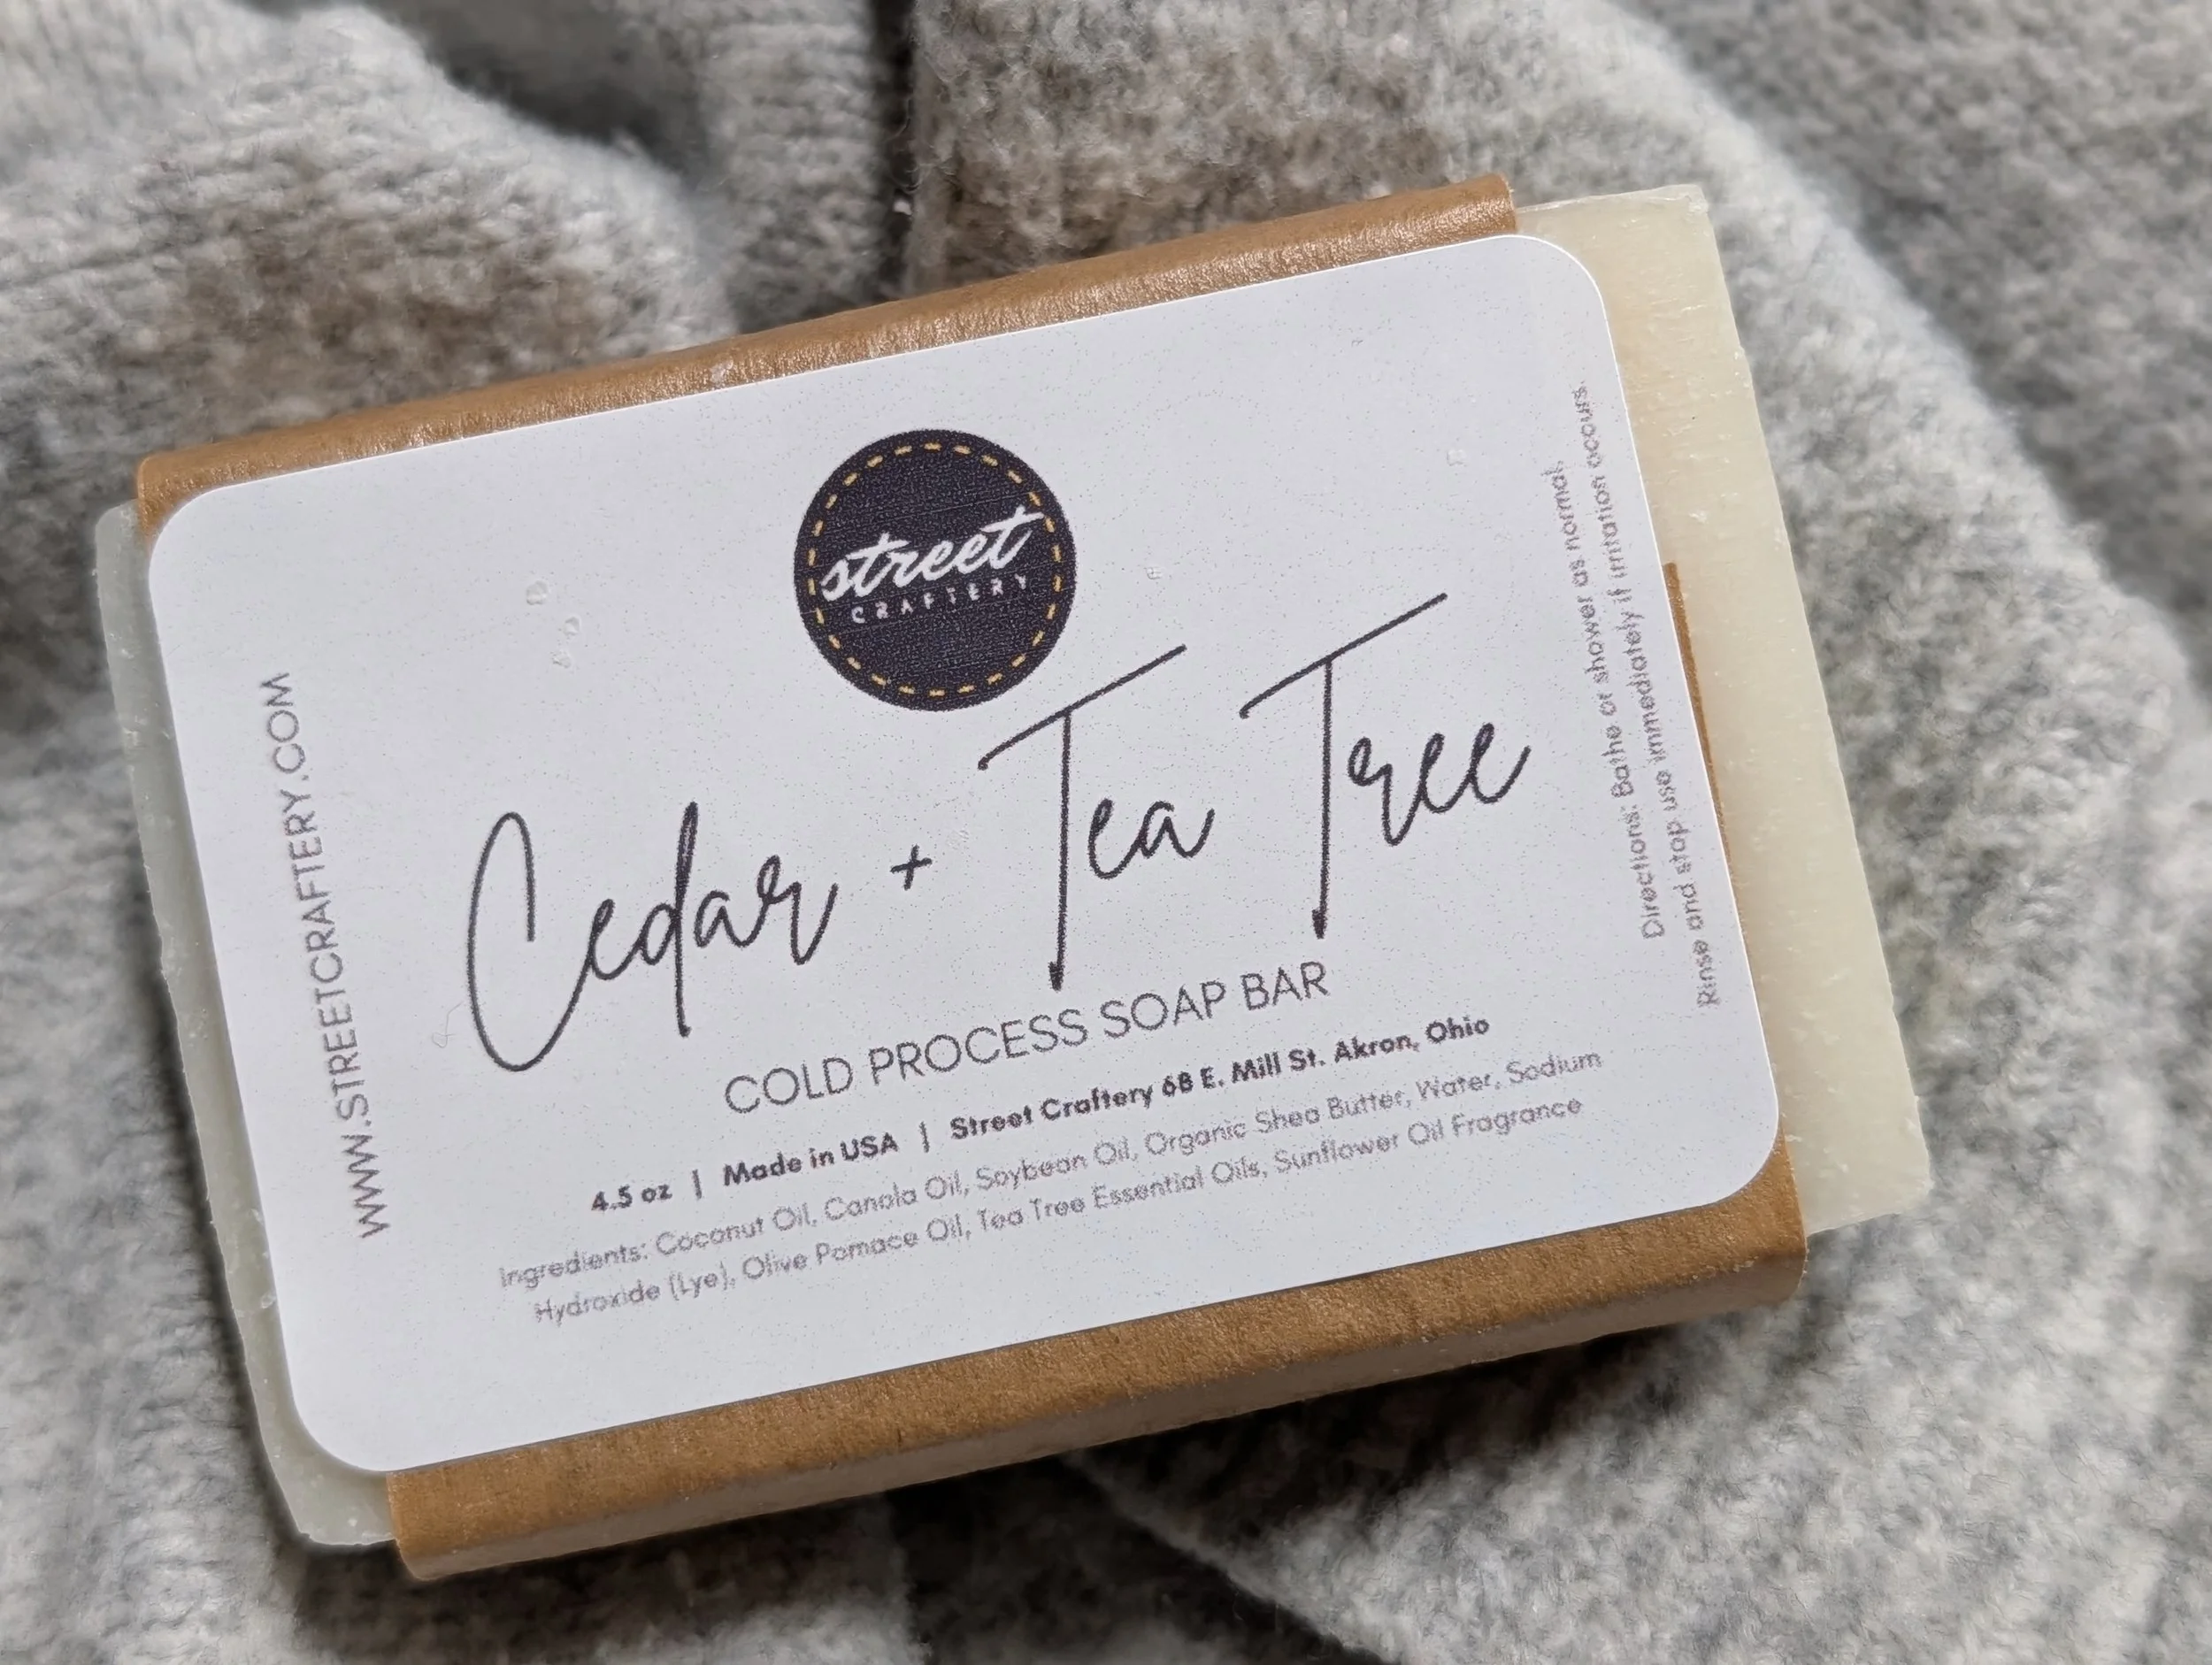 street
CRAFTERY
Cedar + Tea Tree
COLD PROCESS SOAP BAR
4.5 oz | Made in USA | Street Craftery 68 E. Mill St. Akron, Ohio
Ingredients: Coconut Oil, Canola Oil, Soybean Oil, Organic Shea Butter, Water, Sodium
Hydroxide (Lye), Olive Pomace Oil, Tea Tree Essential Oils, Sunflower Oil Fragrance
WWW.STREETCRAFTERY.COM
Directions: Bathe or shower as normal.
Rinse and stop use immediately if irritation occurs.